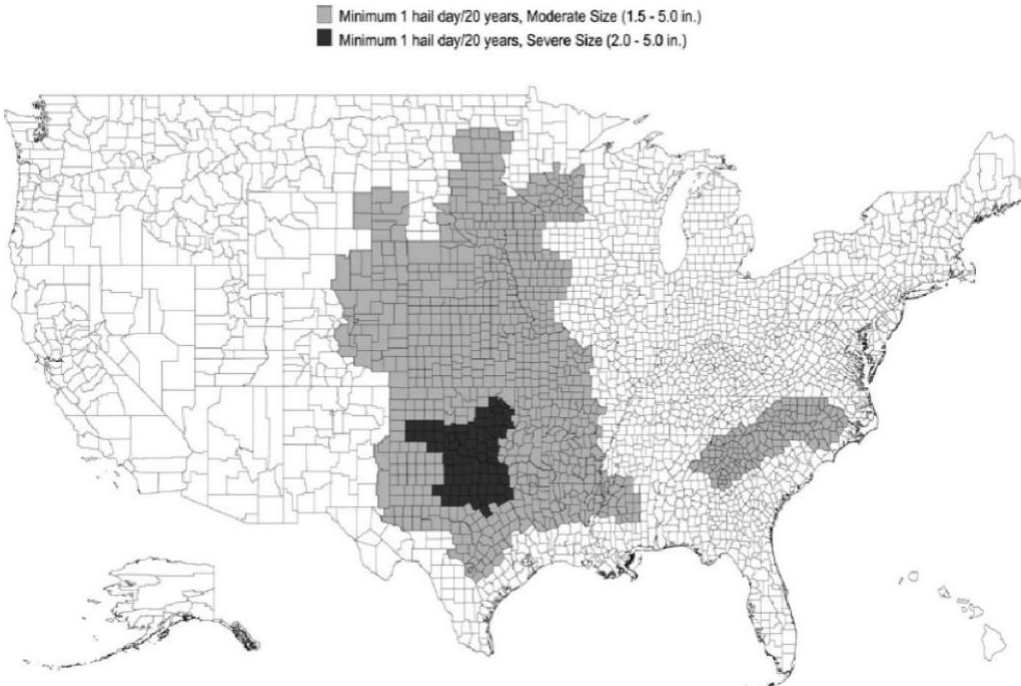 Minimum 1 hail day/20 years, Moderate Size (1.5 - 5.0 in.)
Minimum 1 hail day/20 years, Severe Size (2.0 - 5.0 in.)